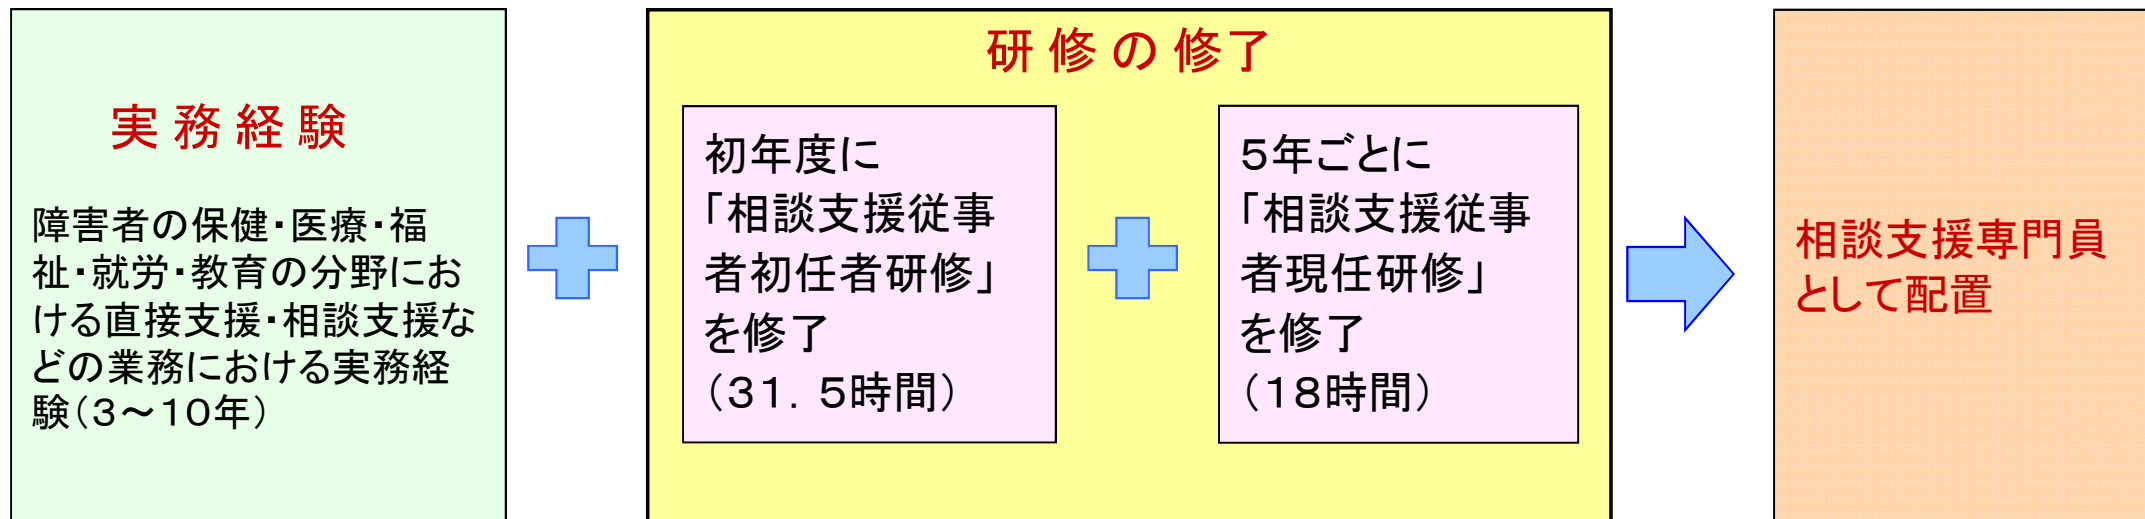 実務経験
障害者の保健・医療・福
祉・就労・教育の分野にお
ける直接支援・相談支援な
どの業務における実務経
験(3～10年)
研修の修了
初年度に
「相談支援従事
者初任者研修」
を修了
(31．5時間)
5年ごとに
「相談支援従事
者現任研修」
を修了
(18時間)
相談支援専門員
として配置